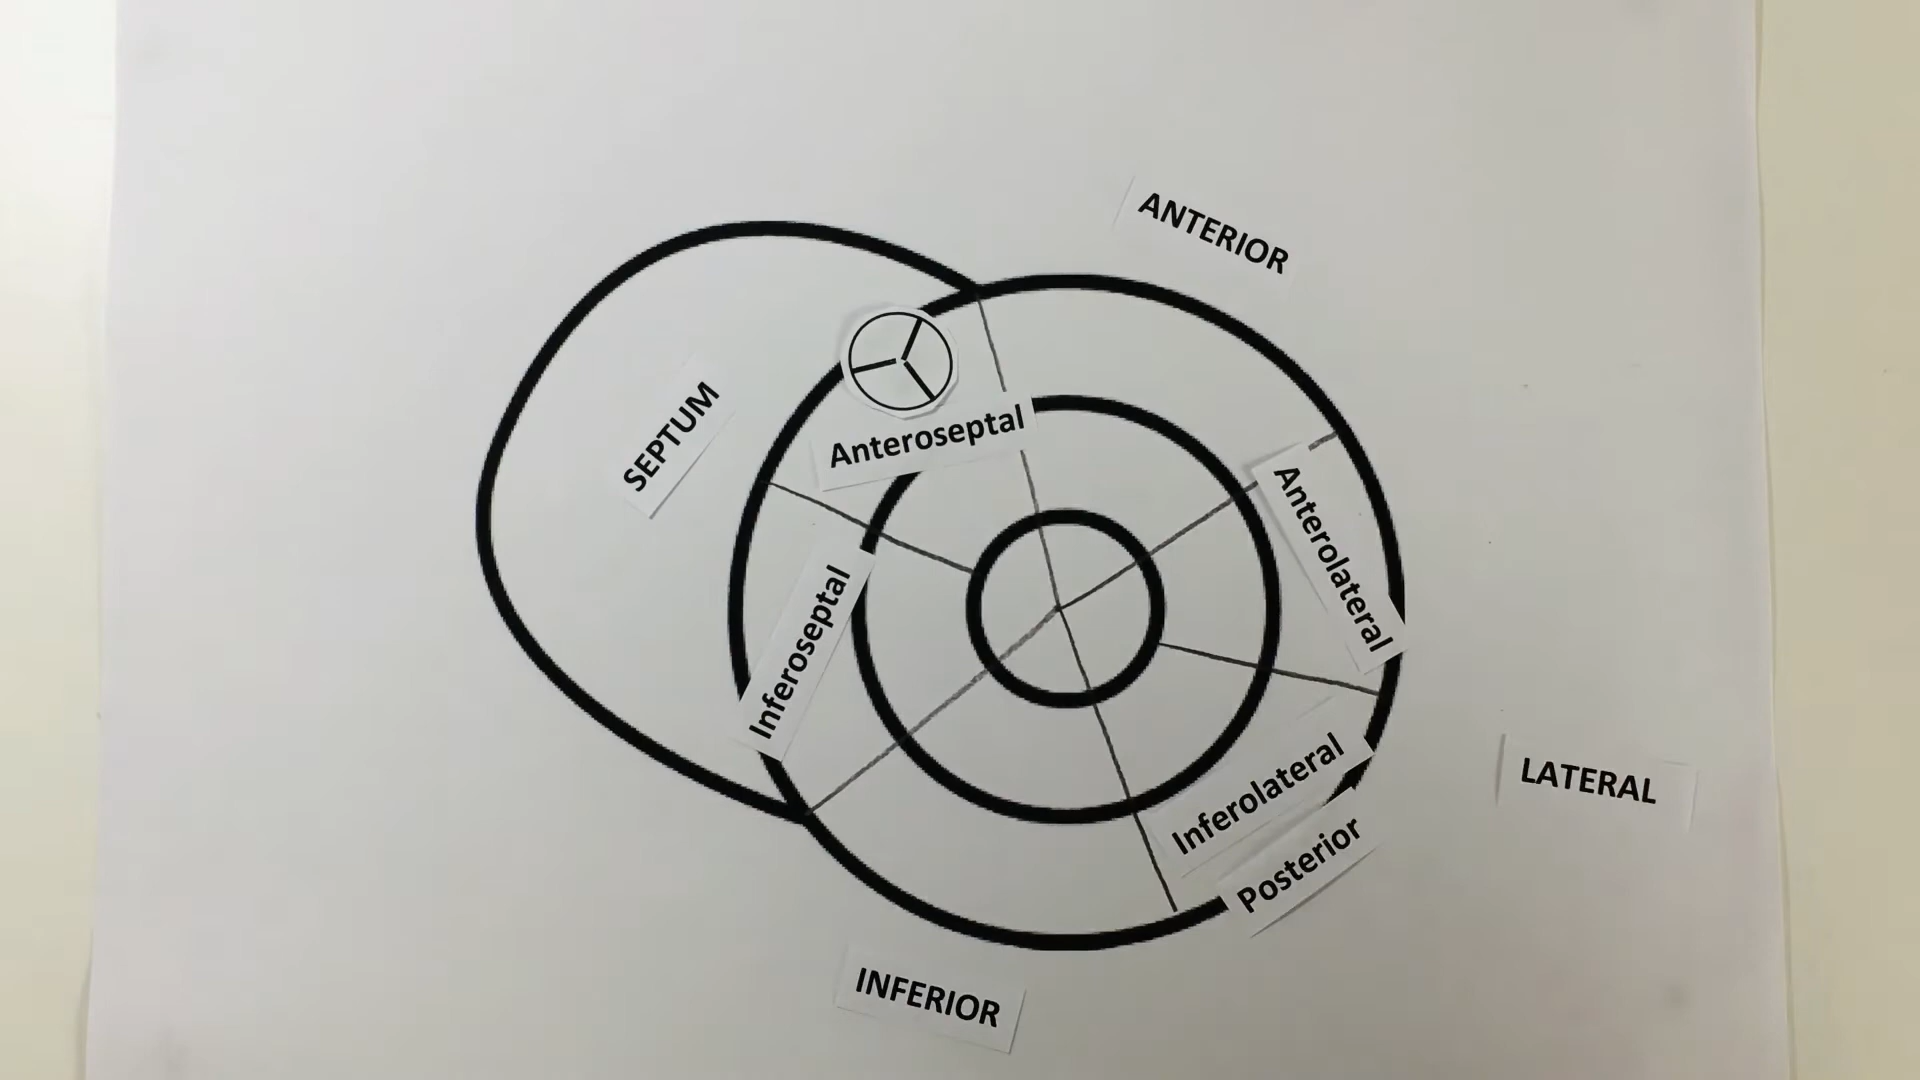 ANTERIOR
SEPTUM
Anteroseptal
Anterolateral
Inferoseptal
Inferolateral
LATERAL
Posterior
INFERIOR